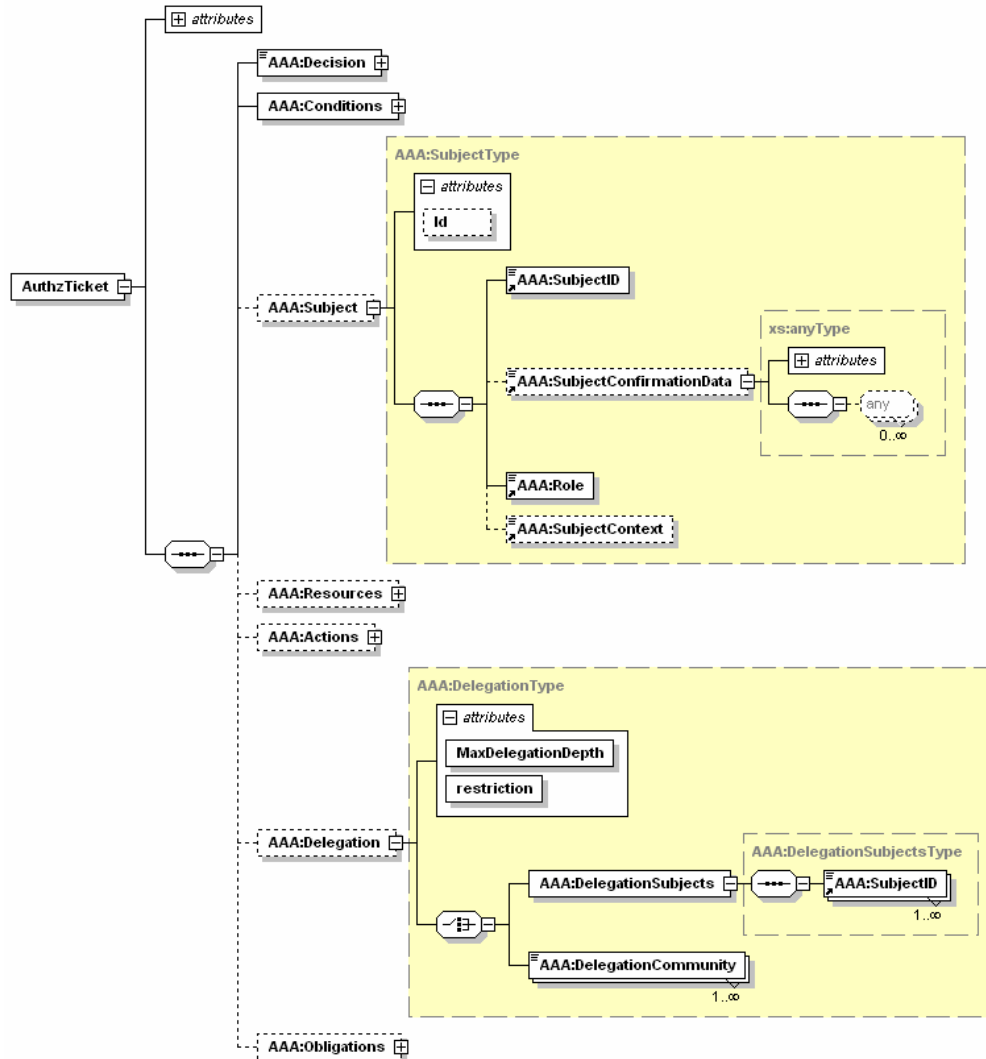 attributes
AAA:Decision
AAA:Conditions
AAA:SubjectType
attributes
Id
AuthzTicket
AAA:SubjectID
AAA:Subject
xs:anyType
attributes
AAA:SubjectConfirmationData
any
0..∞
AAA:Role
AAA:SubjectContext
AAA:Resources
AAA:Actions
AAA:DelegationType
attributes
MaxDelegationDepth
restriction
AAA:Delegation
AAA:DelegationSubjectsType
AAA:DelegationSubjects
AAA:SubjectID
1..∞
AAA:DelegationCommunity
1..∞
AAA:Obligations